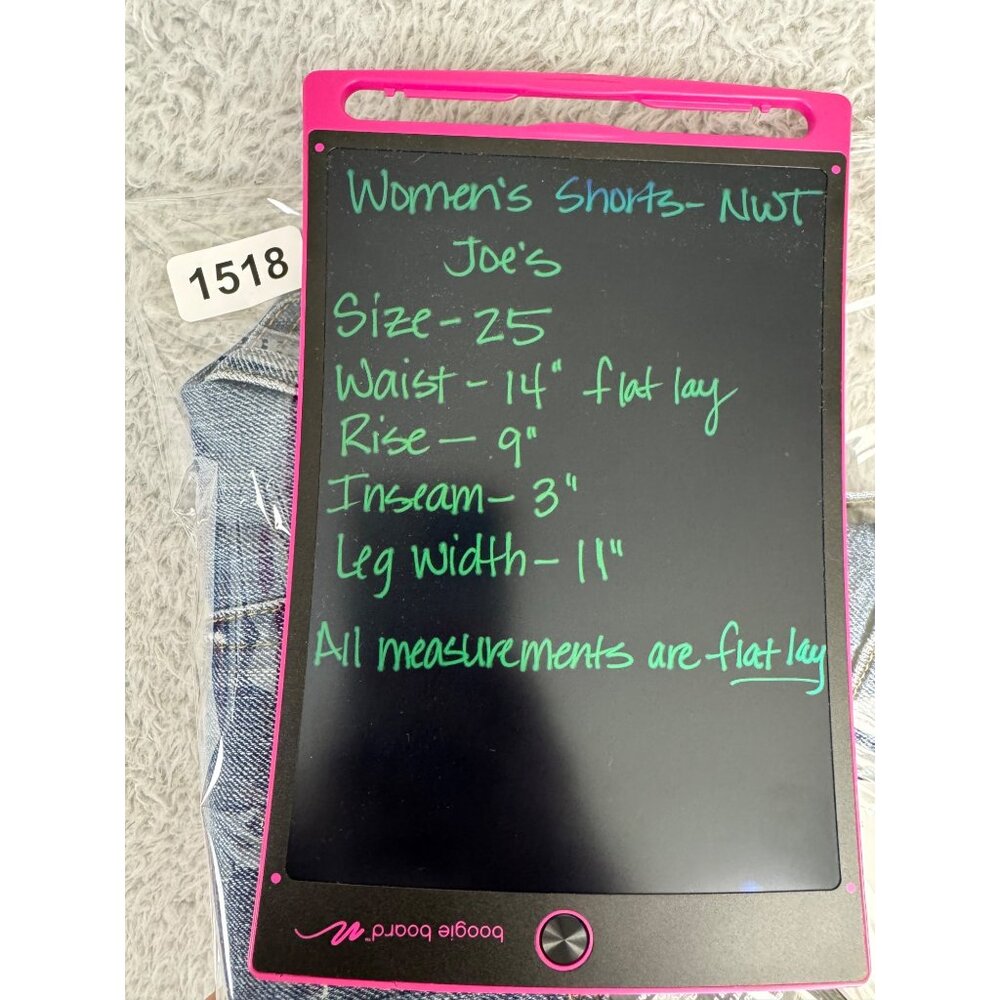 Women's Shorts - NWT
Joe's
1518
Size - 25
Waist - 14" flat lay
Rise - 9"
Inseam - 3"
Leg Width - 11"
All measurements are flat lay
boogie board™